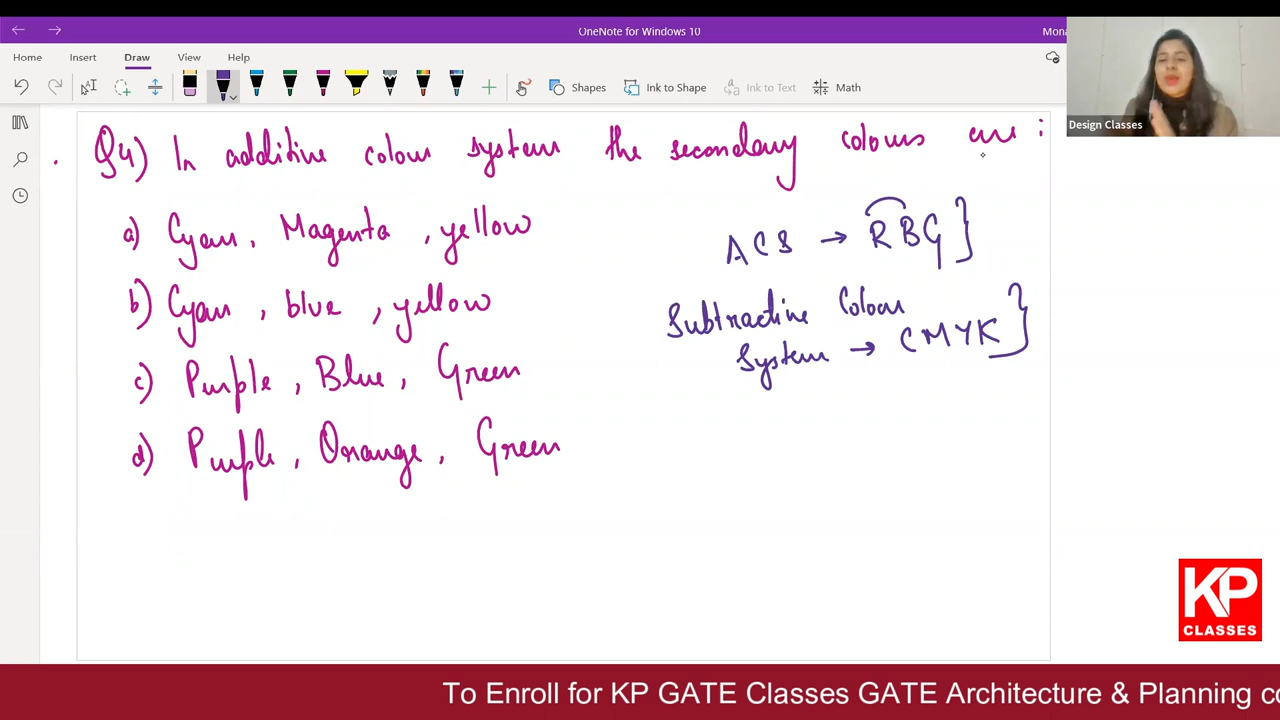 OneNote for Windows 10
Mona
Home Insert Draw View Help
Shapes Ink to Shape Ink to Text Math
Design Classes
Q4) In additive colour system the secondary colours are :
a) Cyan, Magenta, yellow
ACS → RBG }
b) Cyan, blue, yellow
Subtractive Colour
System → CMYK }
c) Purple, Blue, Green
d) Purple, Orange, Green
KP
CLASSES
To Enroll for KP GATE Classes GATE Architecture & Planning co